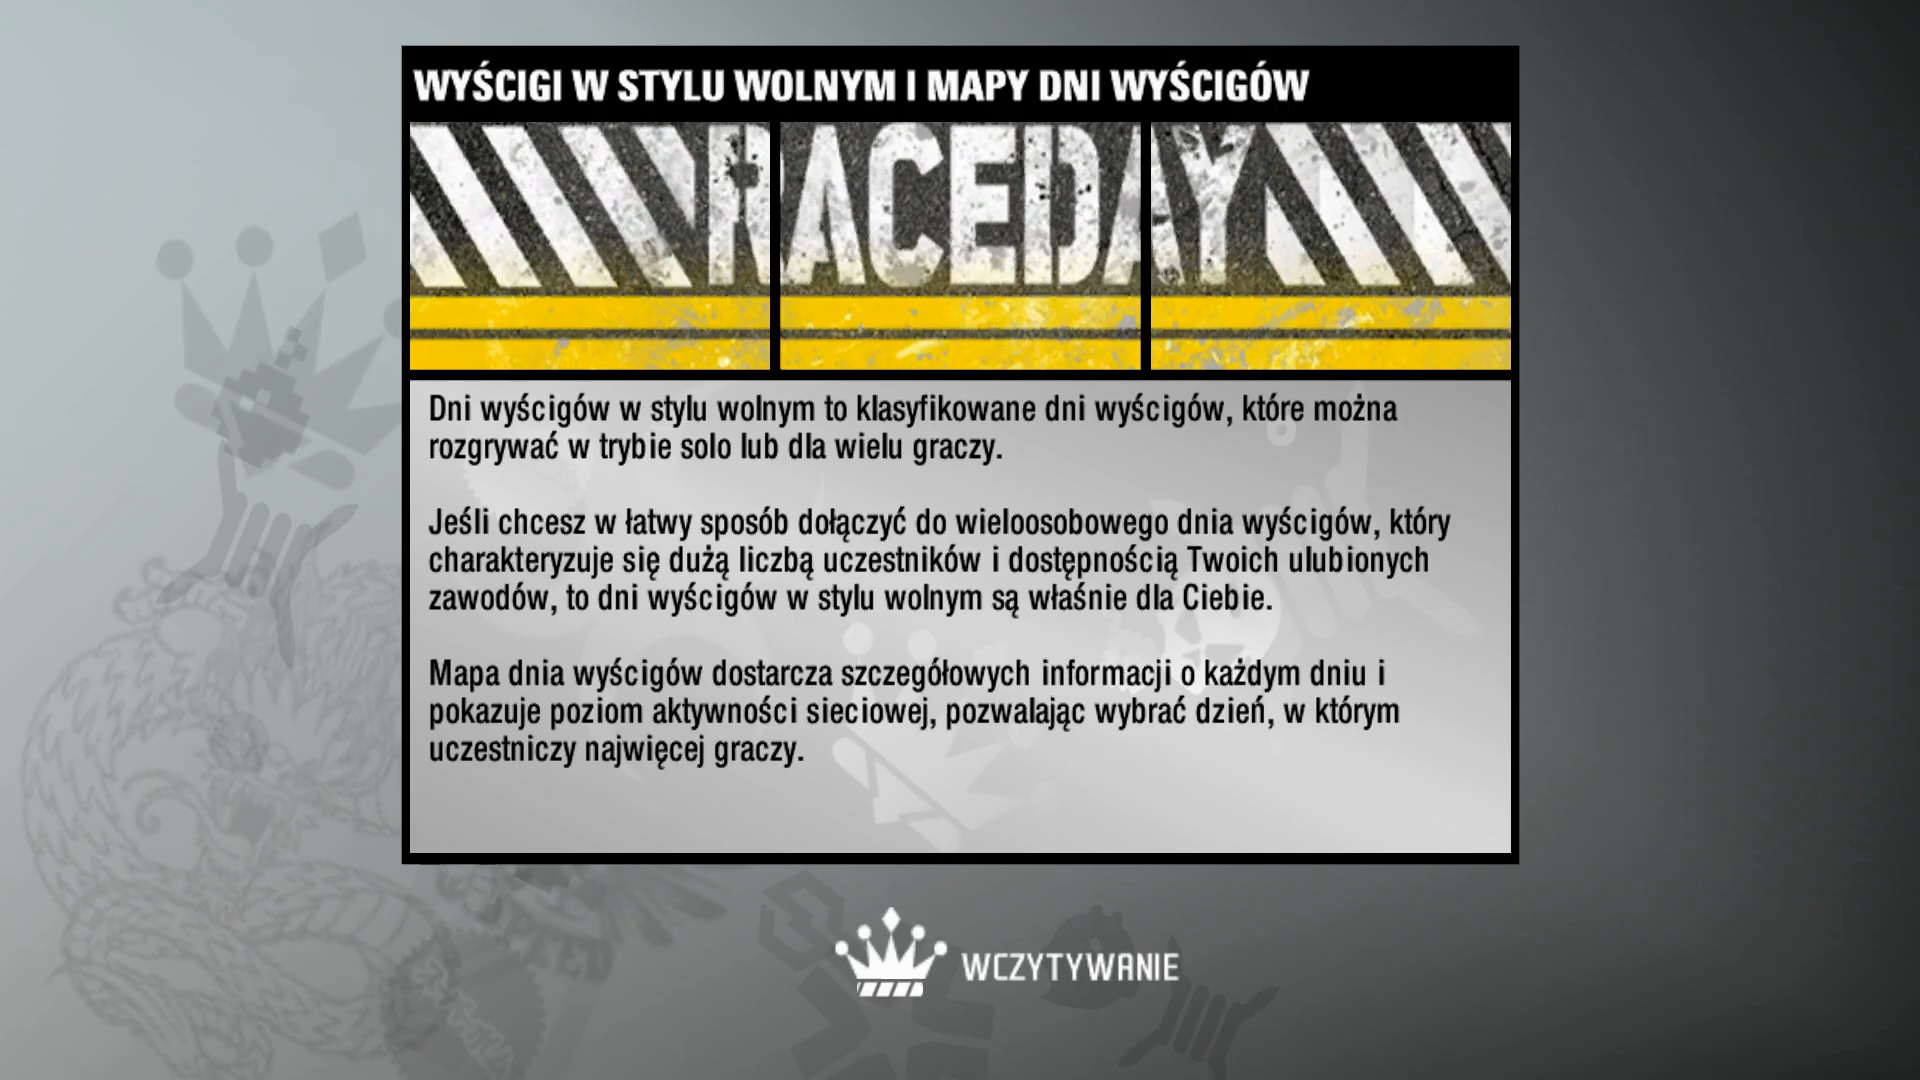 WYŚCIGI W STYLU WOLNYM I MAPY DNI WYŚCIGÓW
RACEDAY
Dni wyścigów w stylu wolnym to klasyfikowane dni wyścigów, które można
rozgrywać w trybie solo lub dla wielu graczy.
Jeśli chcesz w łatwy sposób dołączyć do wieloosobowego dnia wyścigów, który
charakteryzuje się dużą liczbą uczestników i dostępnością Twoich ulubionych
zawodów, to dni wyścigów w stylu wolnym są właśnie dla Ciebie.
Mapa dnia wyścigów dostarcza szczegółowych informacji o każdym dniu i
pokazuje poziom aktywności sieciowej, pozwalając wybrać dzień, w którym
uczestniczy najwięcej graczy.
WCZYTYWANIE